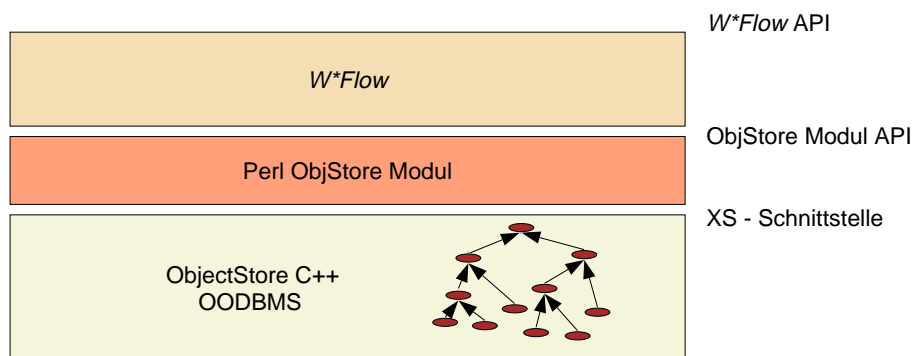 W*Flow API
W*Flow
ObjStore Modul API
Perl ObjStore Modul
XS - Schnittstelle
ObjectStore C++
OODBMS